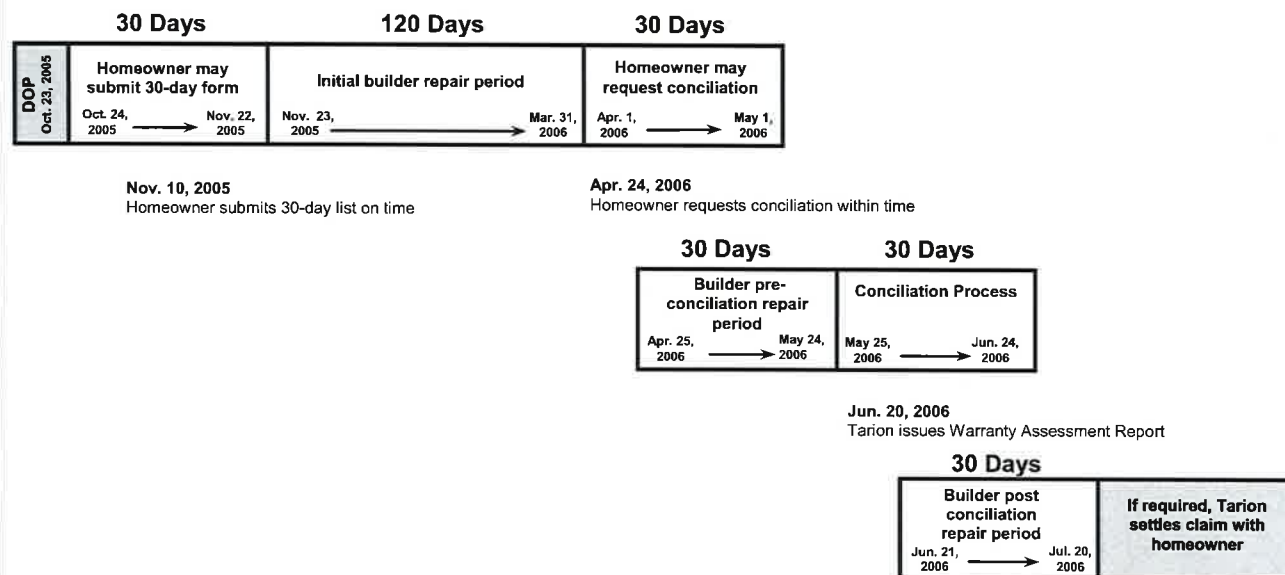 30 Days
120 Days
30 Days
DOP
Oct. 23, 2005
Homeowner may
submit 30-day form
Oct. 24,
2005
Nov. 22,
2005
Initial builder repair period
Nov. 23,
2005
Mar. 31,
2006
Homeowner may
request conciliation
Apr. 1,
2006
May 1,
2006
Nov. 10, 2005
Homeowner submits 30-day list on time
Apr. 24, 2006
Homeowner requests conciliation within time
30 Days
30 Days
Builder pre-
conciliation repair
period
Apr. 25,
2006
May 24,
2006
Conciliation Process
May 25,
2006
Jun. 24,
2006
Jun. 20, 2006
Tarion issues Warranty Assessment Report
30 Days
Builder post
conciliation
repair period
Jun. 21,
2006
Jul. 20,
2006
If required, Tarion
settles claim with
homeowner